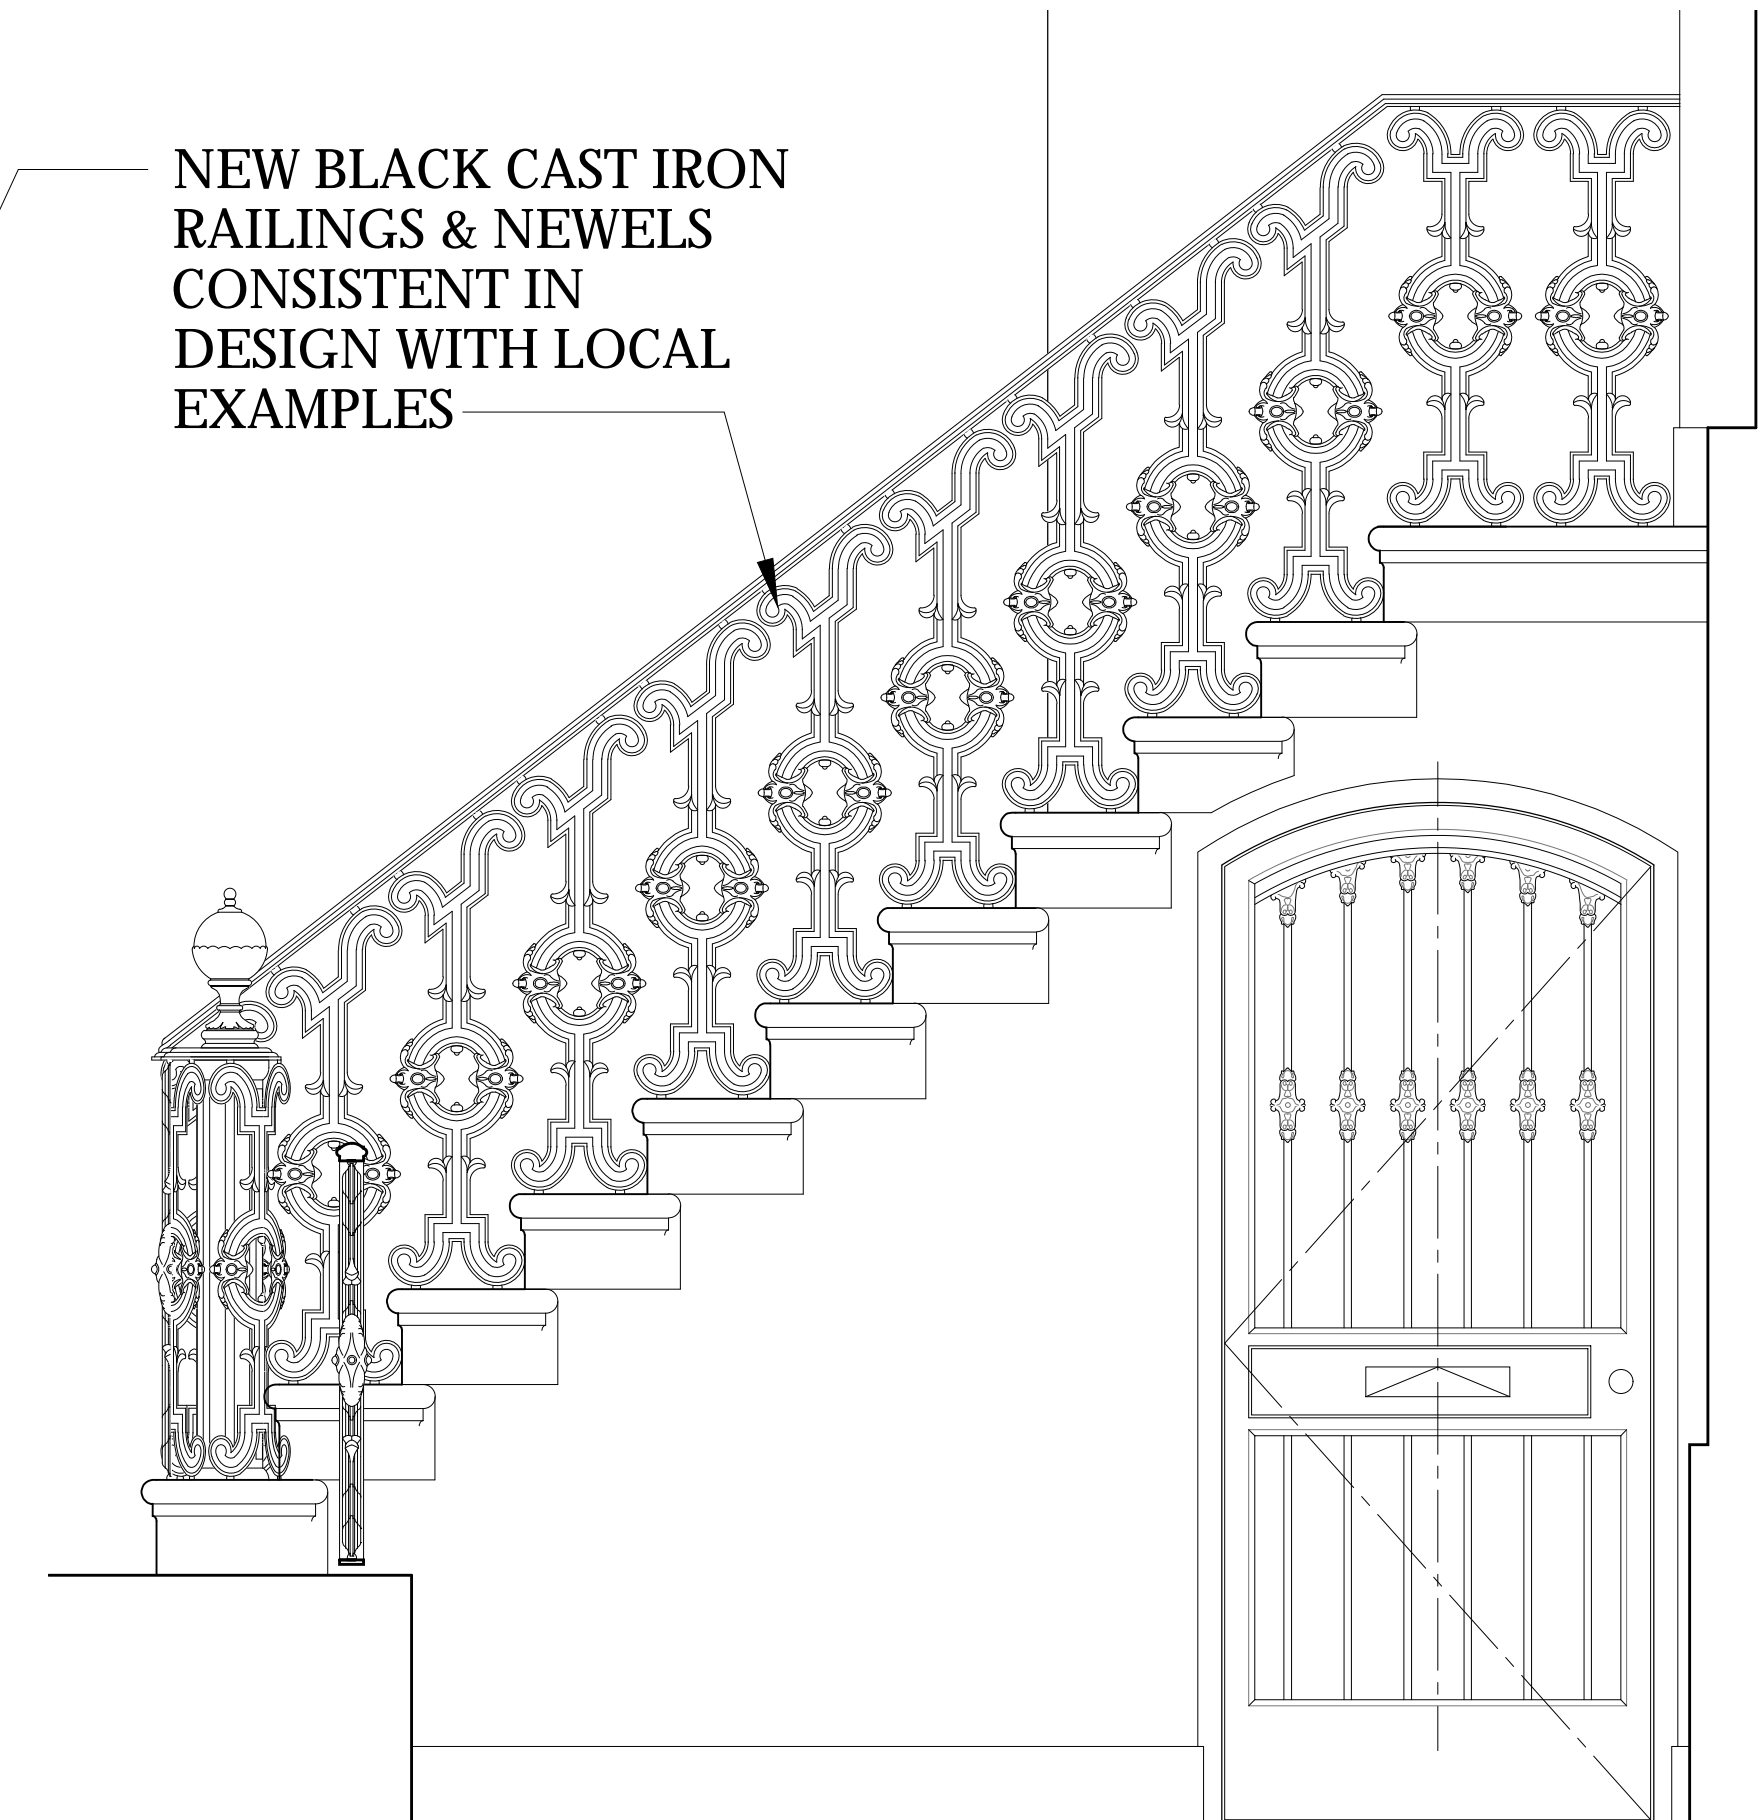 NEW BLACK CAST IRON
RAILINGS & NEWELS
CONSISTENT IN
DESIGN WITH LOCAL
EXAMPLES